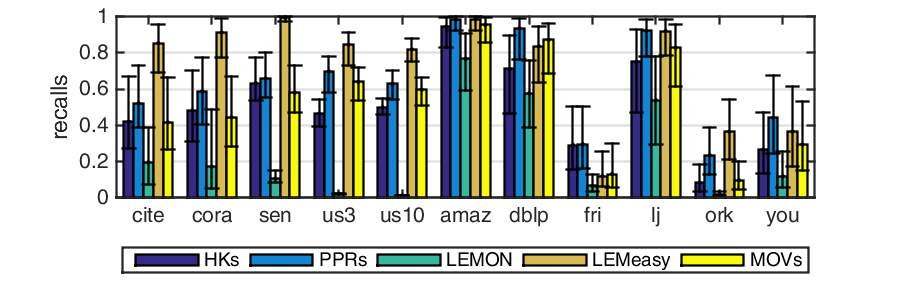 recalls
1
0.8
0.6
0.4
0.2
0
cite cora sen us3 us10 amaz dblp fri lj ork you
HKs PPRs LEMON LEMeasy MOVs